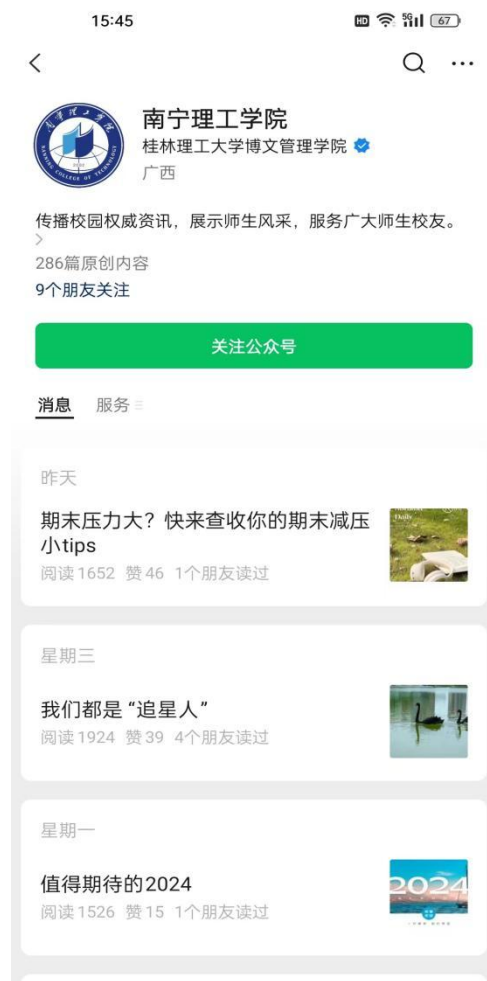 15:45
HD 5G 67
南宁理工学院
桂林理工大学博文管理学院
广西
传播校园权威资讯，展示师生风采，服务广大师生校友。
286篇原创内容
9个朋友关注
关注公众号
消息 服务
昨天
期末压力大？快来查收你的期末减压
小tips
阅读1652 赞46 1个朋友读过
星期三
我们都是“追星人”
阅读1924 赞39 4个朋友读过
星期一
值得期待的2024
2024
阅读1526 赞15 1个朋友读过